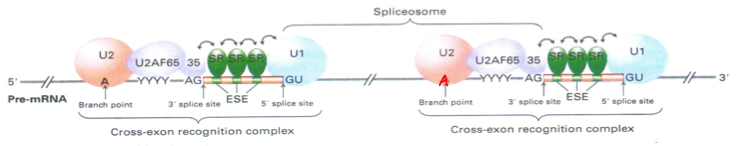 Spliceosome
U2 U2AF65 35 SR SR SR U1 U2 U2AF65 35 SR SR SR U1
5′ A YYYY AG GU A YYYY AG GU 3′
Pre-mRNA Branch point 3′ splice site ESE 5′ splice site Branch point 3′ splice site ESE 5′ splice site
Cross-exon recognition complex Cross-exon recognition complex